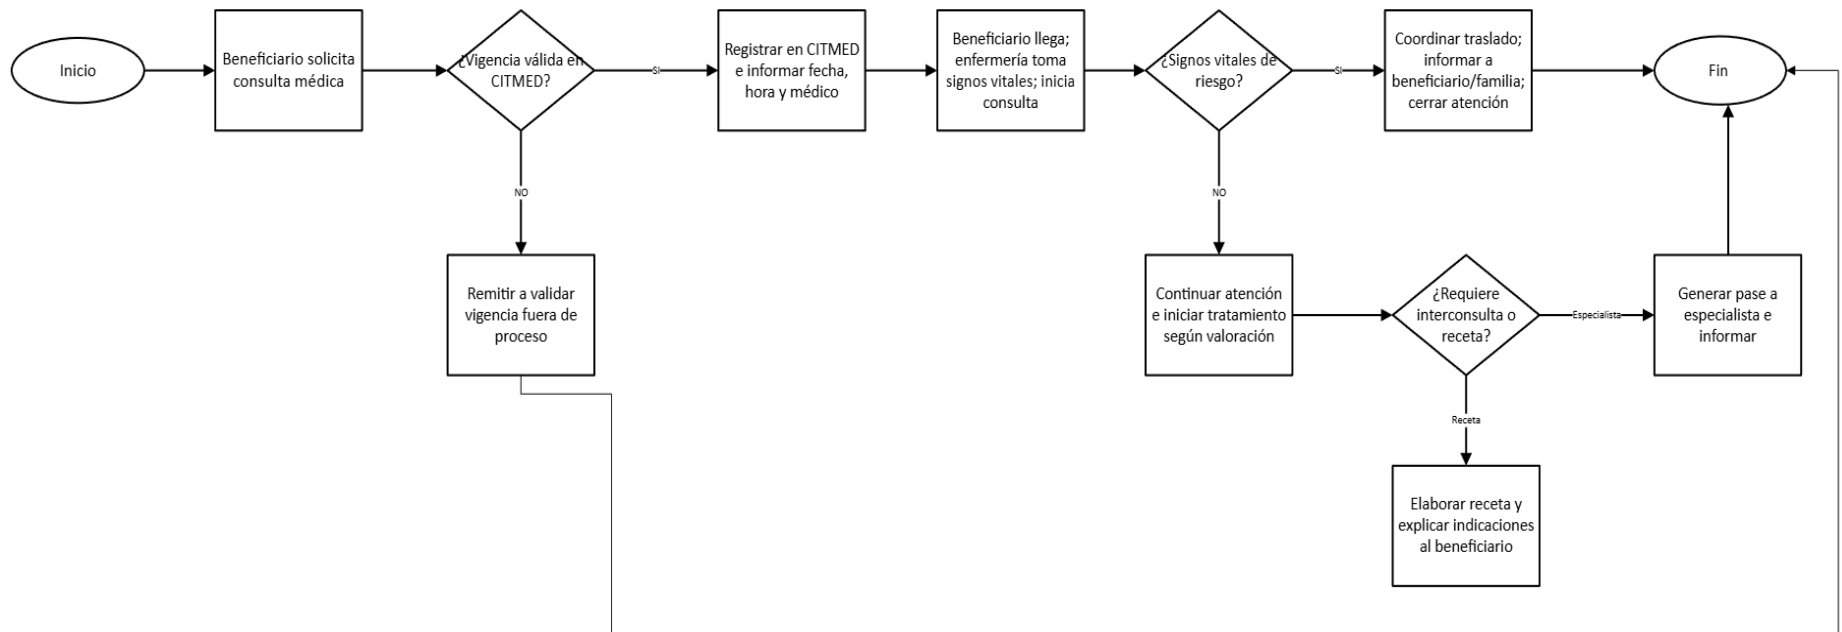 Inicio
Beneficiario solicita
consulta médica
¿Vigencia válida en
CITMED?
SI
Registrar en CITMED
e informar fecha,
hora y médico
Beneficiario llega;
enfermería toma
signos vitales; inicia
consulta
¿Signos vitales de
riesgo?
SI
Coordinar traslado;
informar a
beneficiario/familia;
cerrar atención
Fin
NO
NO
Remitir a validar
vigencia fuera de
proceso
Continuar atención
e iniciar tratamiento
según valoración
¿Requiere
interconsulta o
receta?
Especialista
Generar pase a
especialista e
informar
Receta
Elaborar receta y
explicar indicaciones
al beneficiario